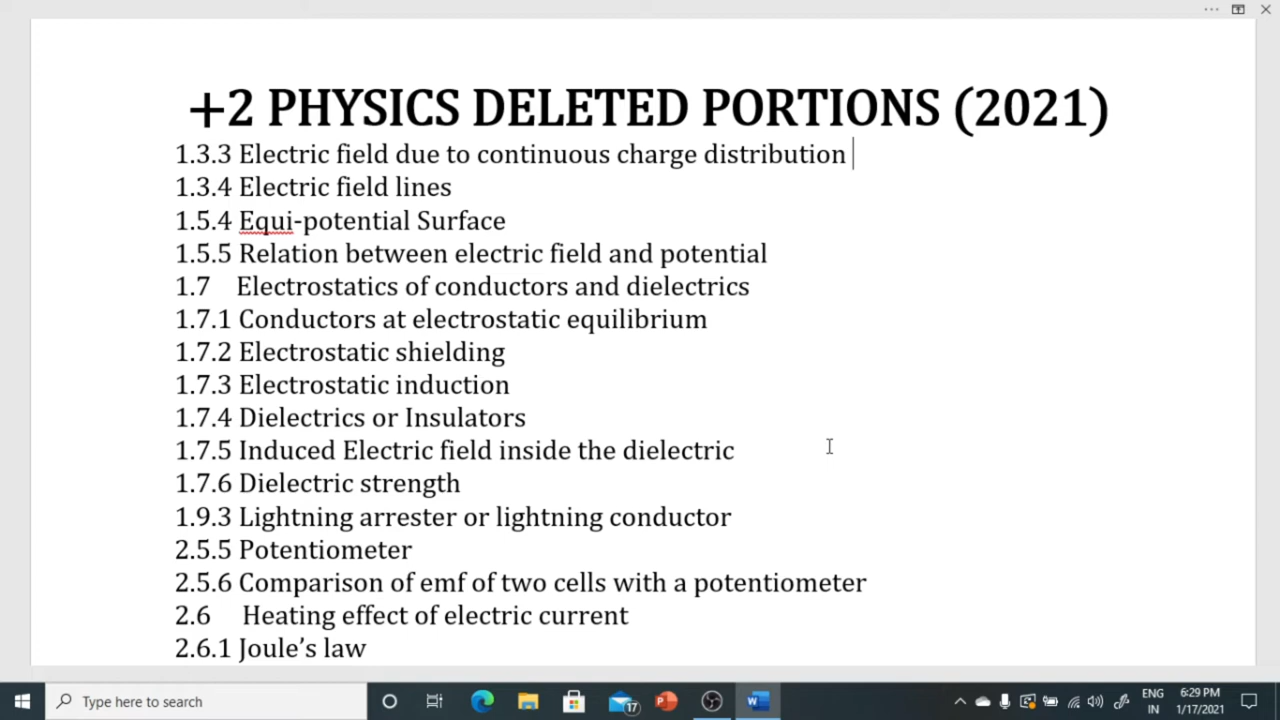 +2 PHYSICS DELETED PORTIONS (2021)
1.3.3 Electric field due to continuous charge distribution
1.3.4 Electric field lines
1.5.4 Equi-potential Surface
1.5.5 Relation between electric field and potential
1.7 Electrostatics of conductors and dielectrics
1.7.1 Conductors at electrostatic equilibrium
1.7.2 Electrostatic shielding
1.7.3 Electrostatic induction
1.7.4 Dielectrics or Insulators
1.7.5 Induced Electric field inside the dielectric
1.7.6 Dielectric strength
1.9.3 Lightning arrester or lightning conductor
2.5.5 Potentiometer
2.5.6 Comparison of emf of two cells with a potentiometer
2.6 Heating effect of electric current
2.6.1 Joule’s law
Type here to search
17
ENG
IN
6:29 PM
1/17/2021